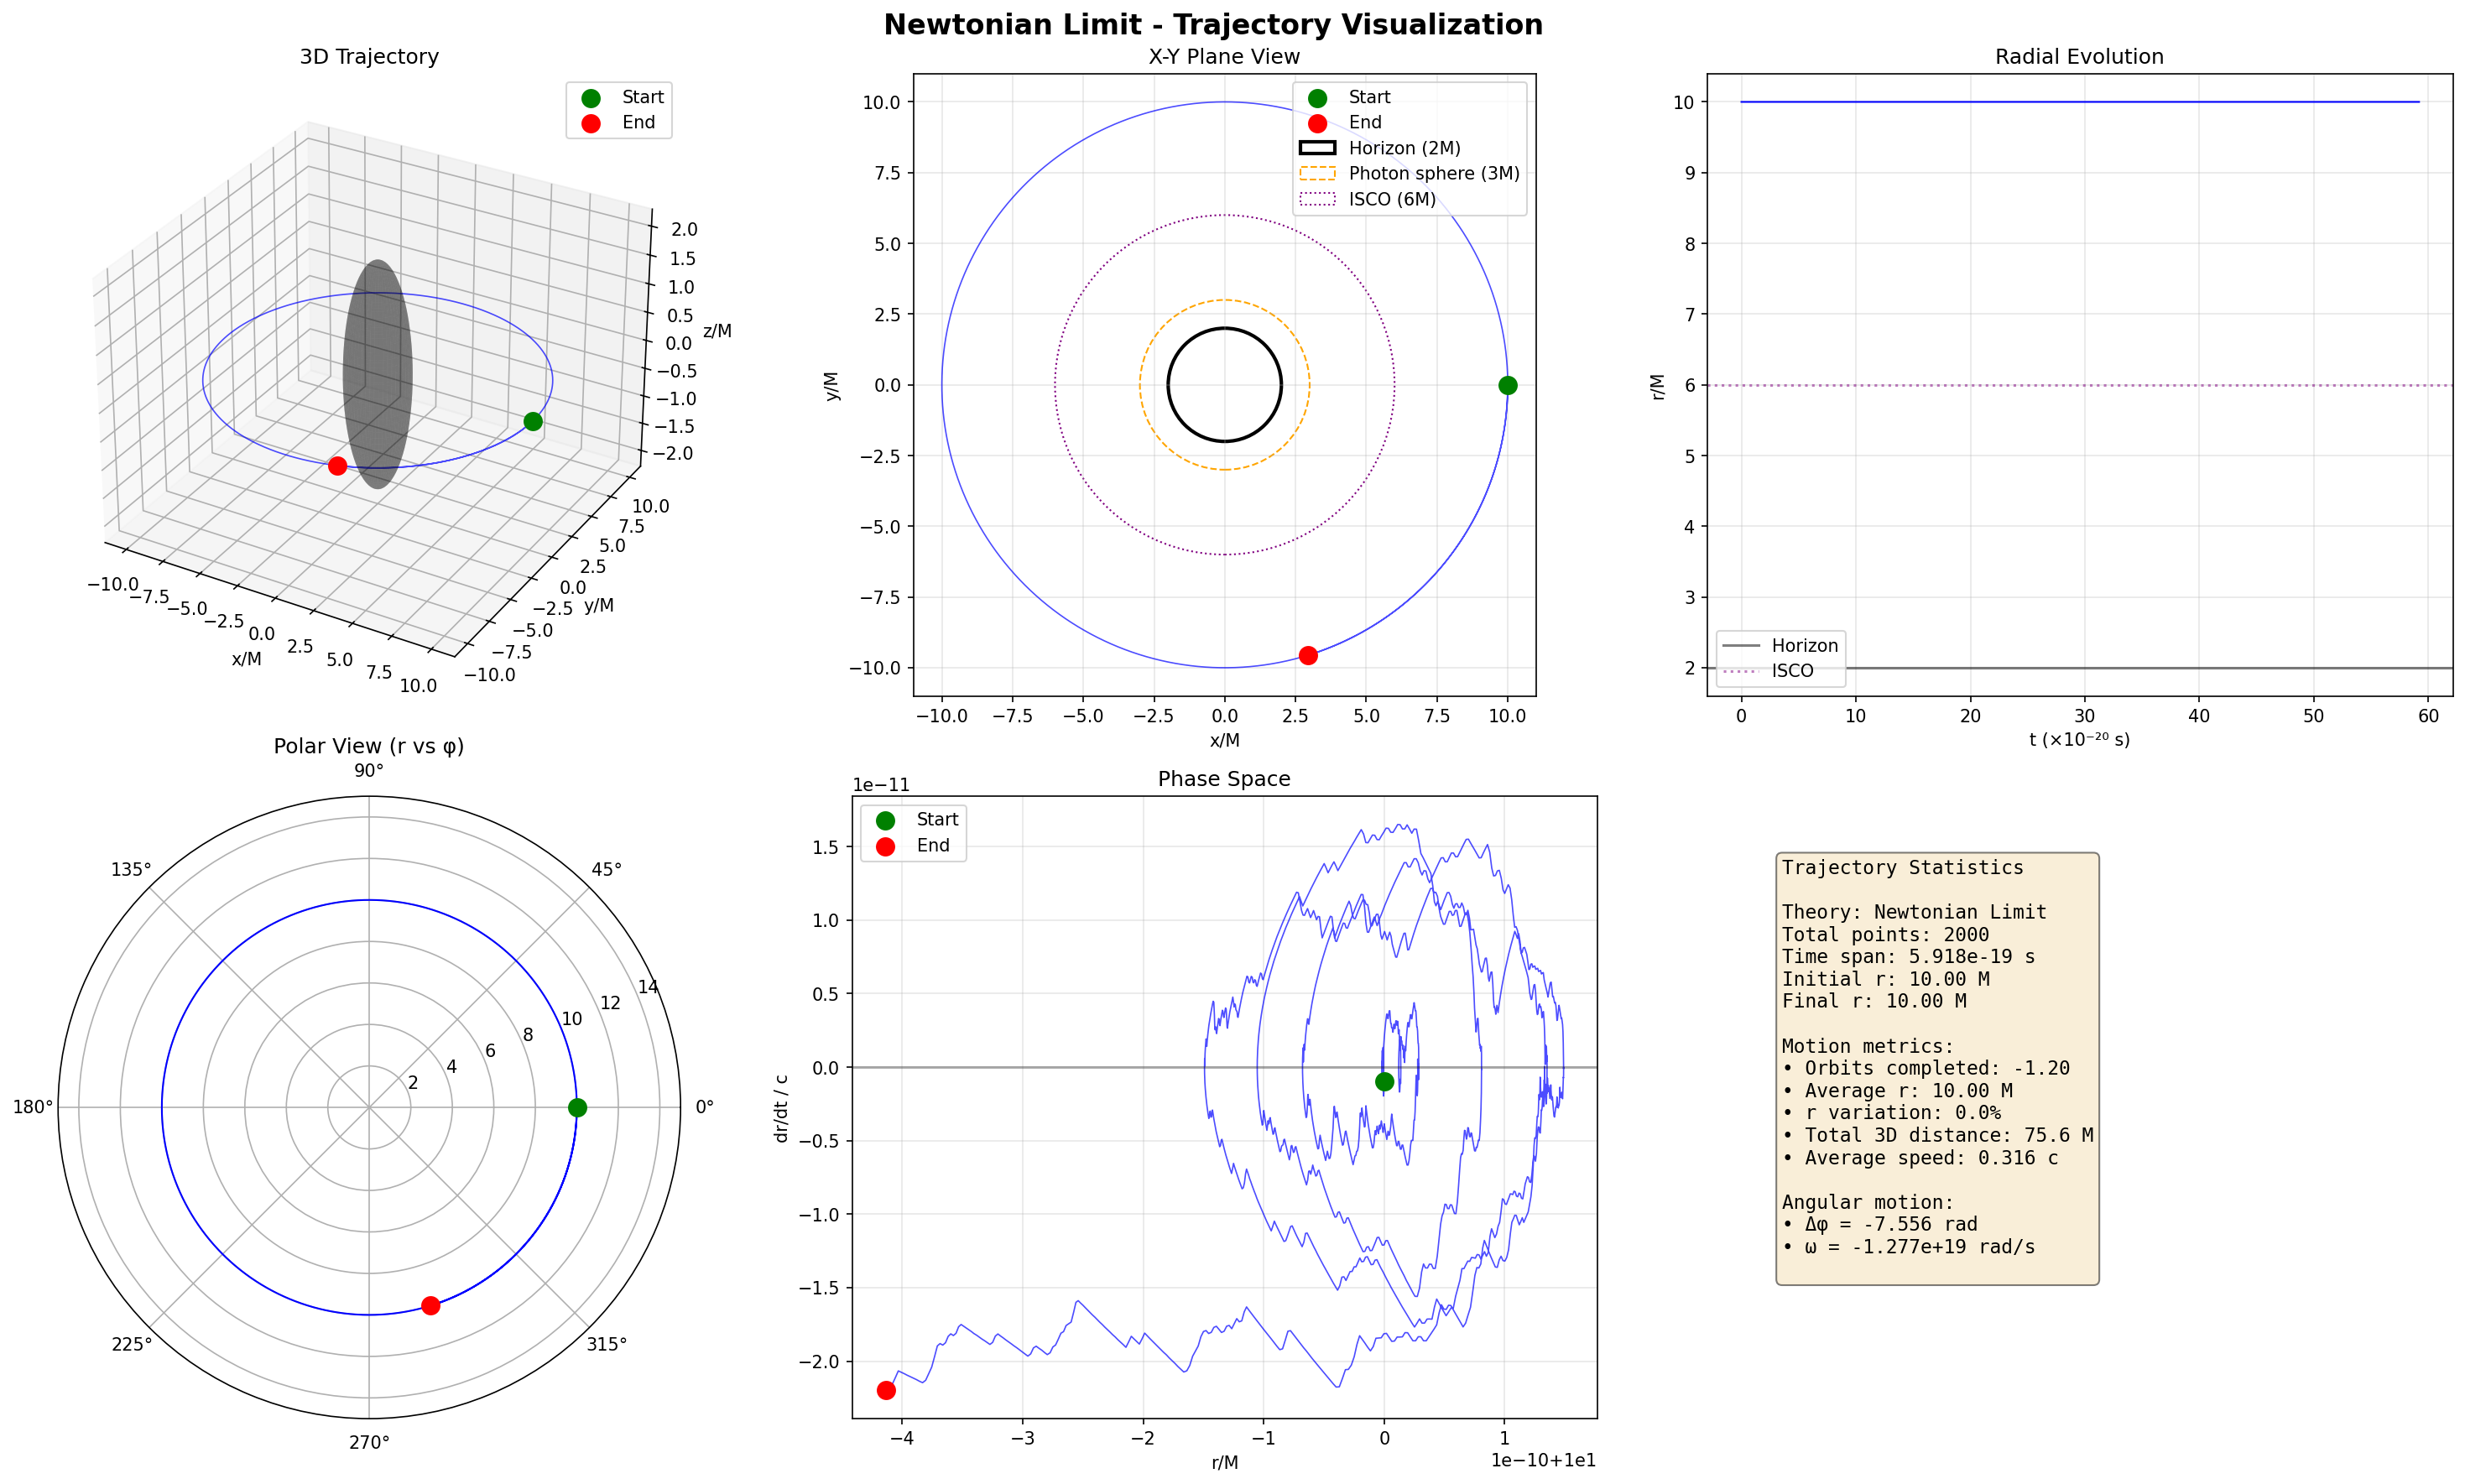 Newtonian Limit - Trajectory Visualization
3D Trajectory
Start
End
2.0
1.5
1.0
0.5
0.0
−0.5
−1.0
−1.5
−2.0
z/M
10.0
7.5
5.0
2.5
0.0
−2.5
−5.0
−7.5
−10.0
y/M
−10.0
−7.5
−5.0
−2.5
0.0
2.5
5.0
7.5
10.0
x/M
X-Y Plane View
Start
End
Horizon (2M)
Photon sphere (3M)
ISCO (6M)
10.0
7.5
5.0
2.5
0.0
−2.5
−5.0
−7.5
−10.0
y/M
−10.0 −7.5 −5.0 −2.5 0.0 2.5 5.0 7.5 10.0
x/M
Radial Evolution
10
9
8
7
6
5
4
3
2
r/M
Horizon
ISCO
0 10 20 30 40 50 60
t (×10⁻²⁰ s)
Polar View (r vs φ)
90°
135°
45°
180°
0°
225°
315°
270°
2
4
6
8
10
12
14
Phase Space
1e−11
Start
End
1.5
1.0
0.5
0.0
−0.5
−1.0
−1.5
−2.0
dr/dt / c
−4 −3 −2 −1 0 1
1e−10+1e1
r/M
Trajectory Statistics
Theory: Newtonian Limit
Total points: 2000
Time span: 5.918e-19 s
Initial r: 10.00 M
Final r: 10.00 M
Motion metrics:
• Orbits completed: -1.20
• Average r: 10.00 M
• r variation: 0.0%
• Total 3D distance: 75.6 M
• Average speed: 0.316 c
Angular motion:
• Δφ = -7.556 rad
• ω = -1.277e+19 rad/s